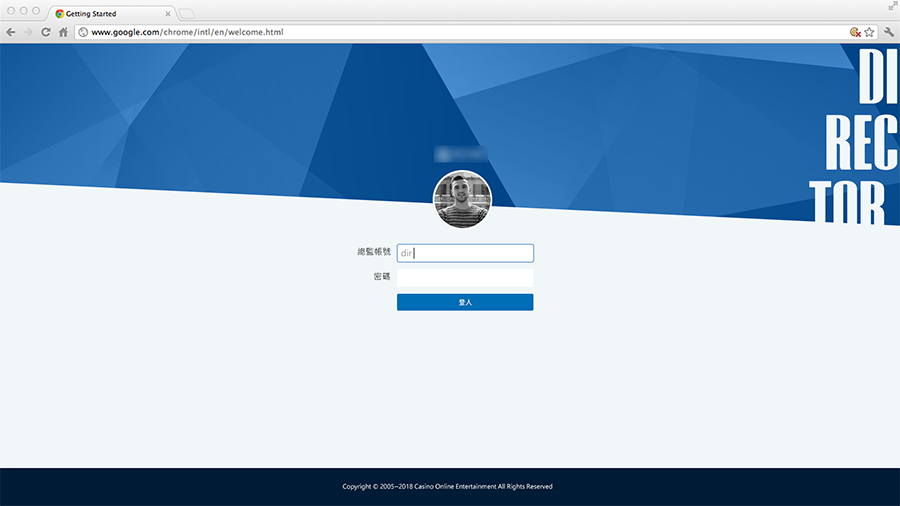 Getting Started
www.google.com/chrome/intl/en/welcome.html
DI
REC
TOR
總監帳號
dir
密碼
登入
Copyright © 2005~2018 Casino Online Entertainment All Rights Reserved